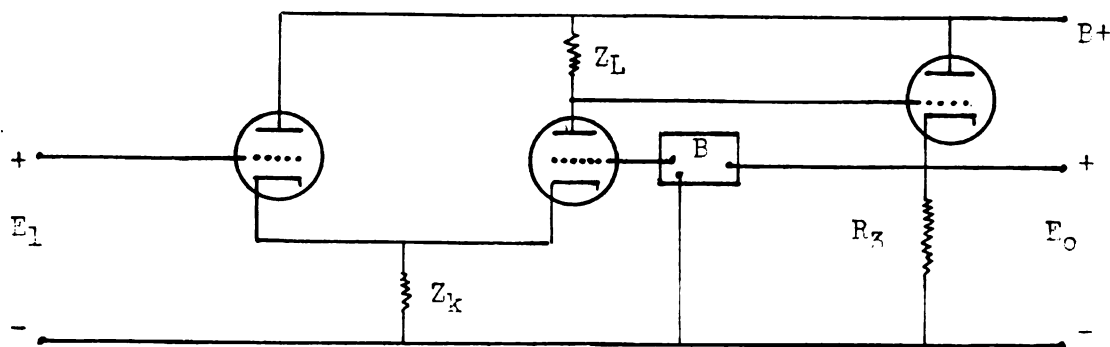 B+
Z_L
B
+
+
E_1
R_3
E_o
Z_k
-
-